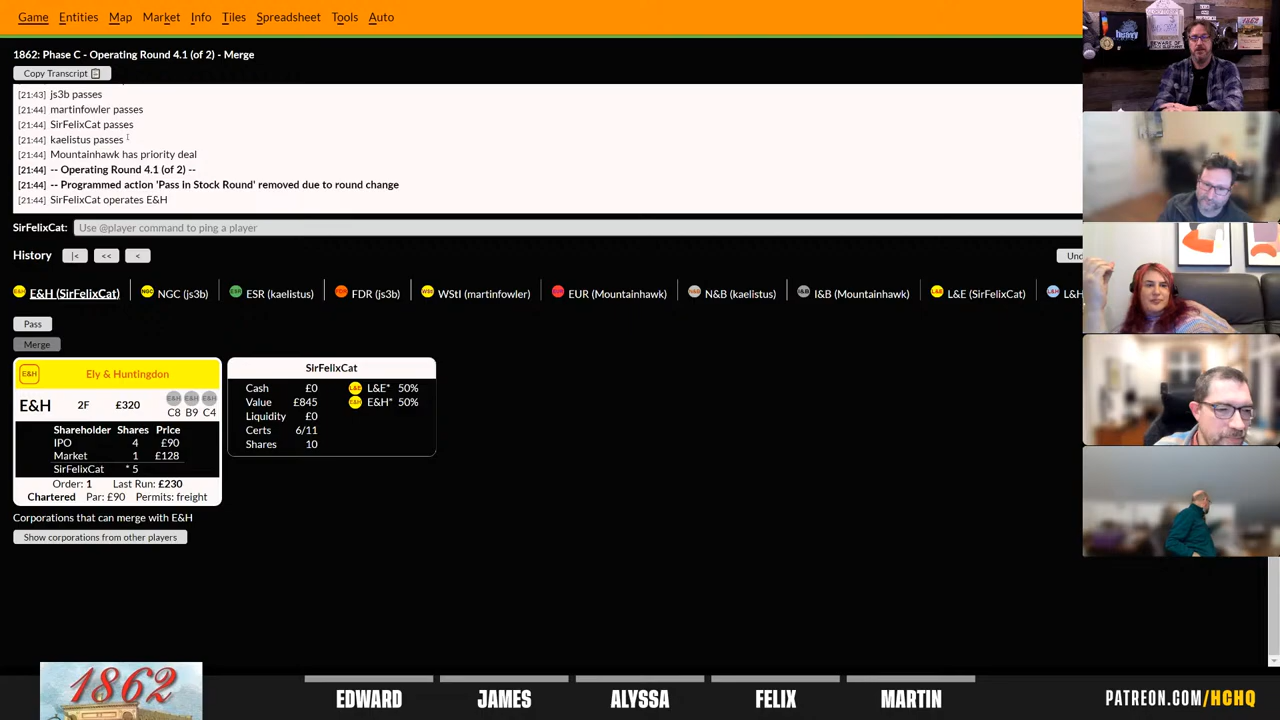 Game Entities Map Market Info Tiles Spreadsheet Tools Auto
1862: Phase C - Operating Round 4.1 (of 2) - Merge
Copy Transcript
[21:43] js3b passes
[21:44] martinfowler passes
[21:44] SirFelixCat passes
[21:44] kaelistus passes
[21:44] Mountainhawk has priority deal
[21:44] -- Operating Round 4.1 (of 2) --
[21:44] -- Programmed action 'Pass in Stock Round' removed due to round change
[21:44] SirFelixCat operates E&H
SirFelixCat: Use @player command to ping a player
History |< << < Und
E&H (SirFelixCat) NGC (js3b) ESR (kaelistus) FDR (js3b) WStI (martinfowler) EUR (Mountainhawk) N&B (kaelistus) I&B (Mountainhawk) L&E (SirFelixCat) L&H
Pass
Merge
E&H Ely & Huntingdon
E&H 2F £320 C8 B9 C4
Shareholder Shares Price
IPO 4 £90
Market 1 £128
SirFelixCat * 5
Order: 1 Last Run: £230
Chartered Par: £90 Permits: freight
SirFelixCat
Cash £0 L&E* 50%
Value £845 E&H* 50%
Liquidity £0
Certs 6/11
Shares 10
Corporations that can merge with E&H
Show corporations from other players
1862
EDWARD JAMES ALYSSA FELIX MARTIN
PATREON.COM/HCHQ